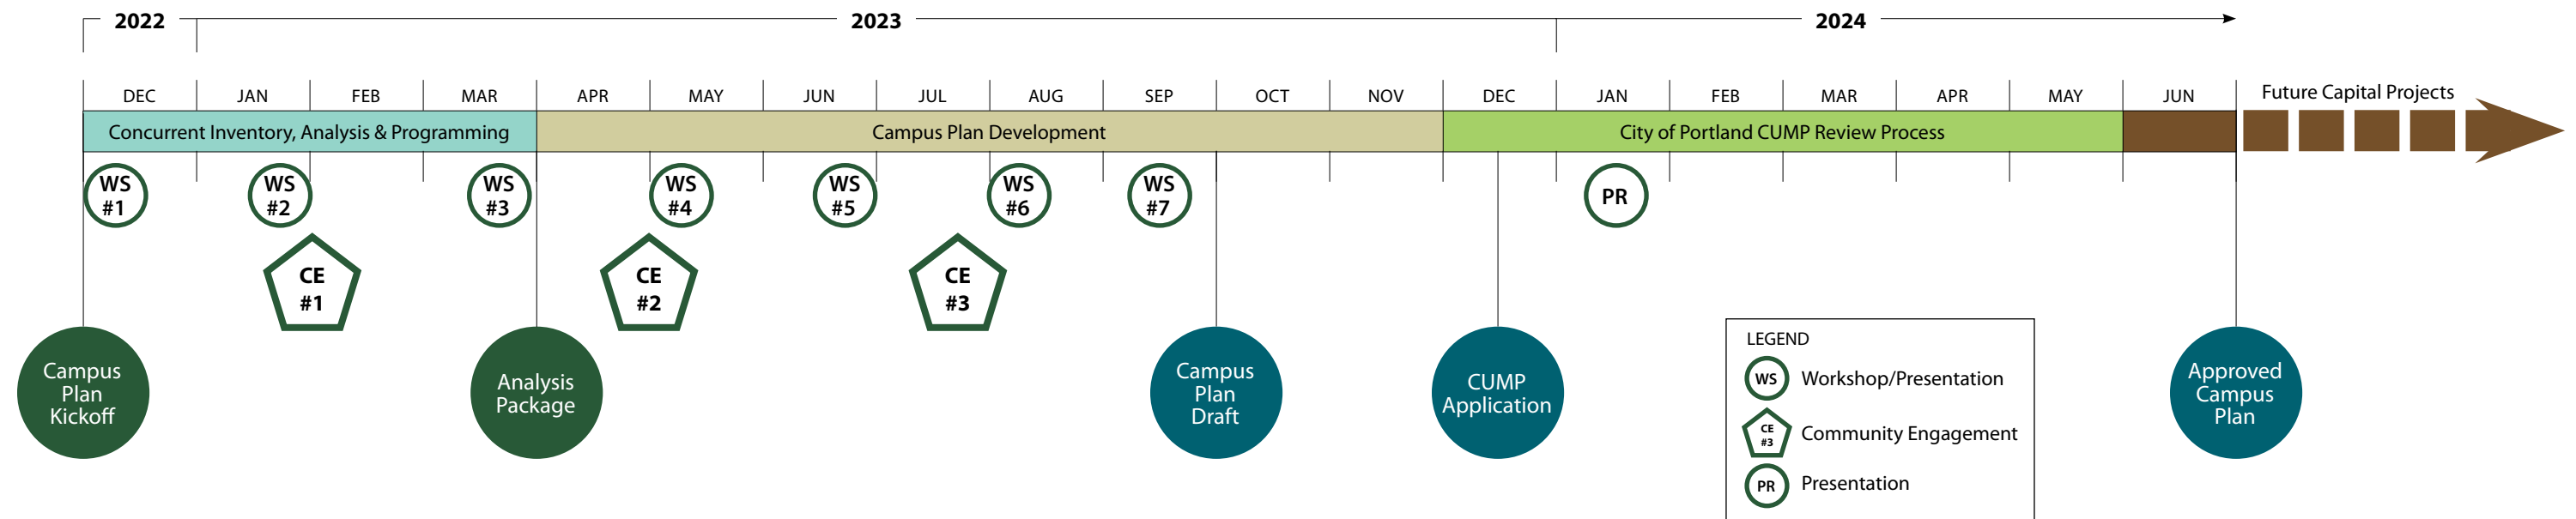 2022
2023
2024
DEC JAN FEB MAR APR MAY JUN JUL AUG SEP OCT NOV DEC JAN FEB MAR APR MAY JUN
Future Capital Projects
Concurrent Inventory, Analysis & Programming
Campus Plan Development
City of Portland CUMP Review Process
WS
#1
WS
#2
WS
#3
WS
#4
WS
#5
WS
#6
WS
#7
PR
CE
#1
CE
#2
CE
#3
Campus
Plan
Kickoff
Analysis
Package
Campus
Plan
Draft
CUMP
Application
Approved
Campus
Plan
LEGEND
WS Workshop/Presentation
CE
#3
Community Engagement
PR Presentation